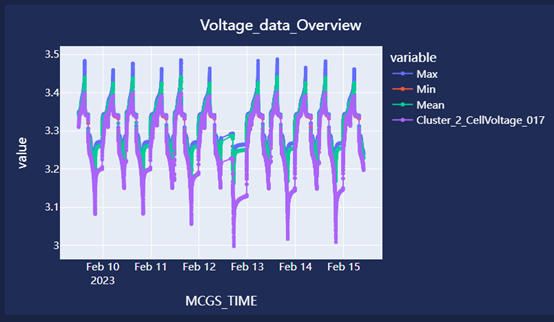 Voltage_data_Overview
3.5
3.4
3.3
3.2
3.1
3
value
Feb 10
2023
Feb 11
Feb 12
Feb 13
Feb 14
Feb 15
MCGS_TIME
variable
Max
Min
Mean
Cluster_2_CellVoltage_017